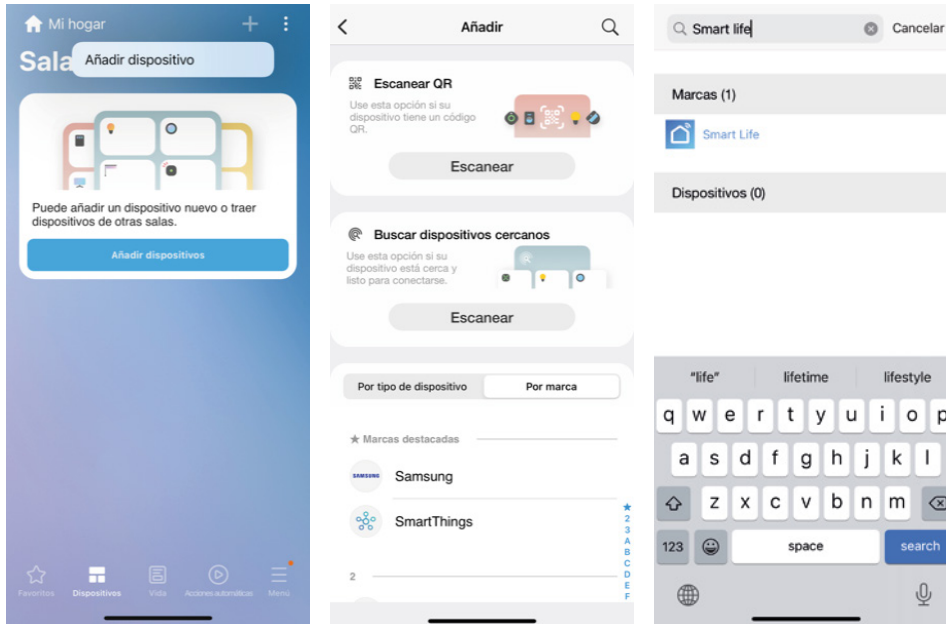 Mi hogar
Sala
Añadir dispositivo
Puede añadir un dispositivo nuevo o traer
dispositivos de otras salas.
Añadir dispositivos
Favoritos
Dispositivos
Vida
Acciones automáticas
Menú
Añadir
Escanear QR
Use esta opción si su
dispositivo tiene un código
QR.
Escanear
Buscar dispositivos cercanos
Use esta opción si su
dispositivo está cerca y
listo para conectarse.
Escanear
Por tipo de dispositivo
Por marca
★ Marcas destacadas
SAMSUNG
Samsung
SmartThings
2
★
2
3
A
B
C
D
E
F
Smart life
Cancelar
Marcas (1)
Smart Life
Dispositivos (0)
"life" lifetime lifestyle
q w e r t y u i o p
a s d f g h j k l
z x c v b n m
123 space search